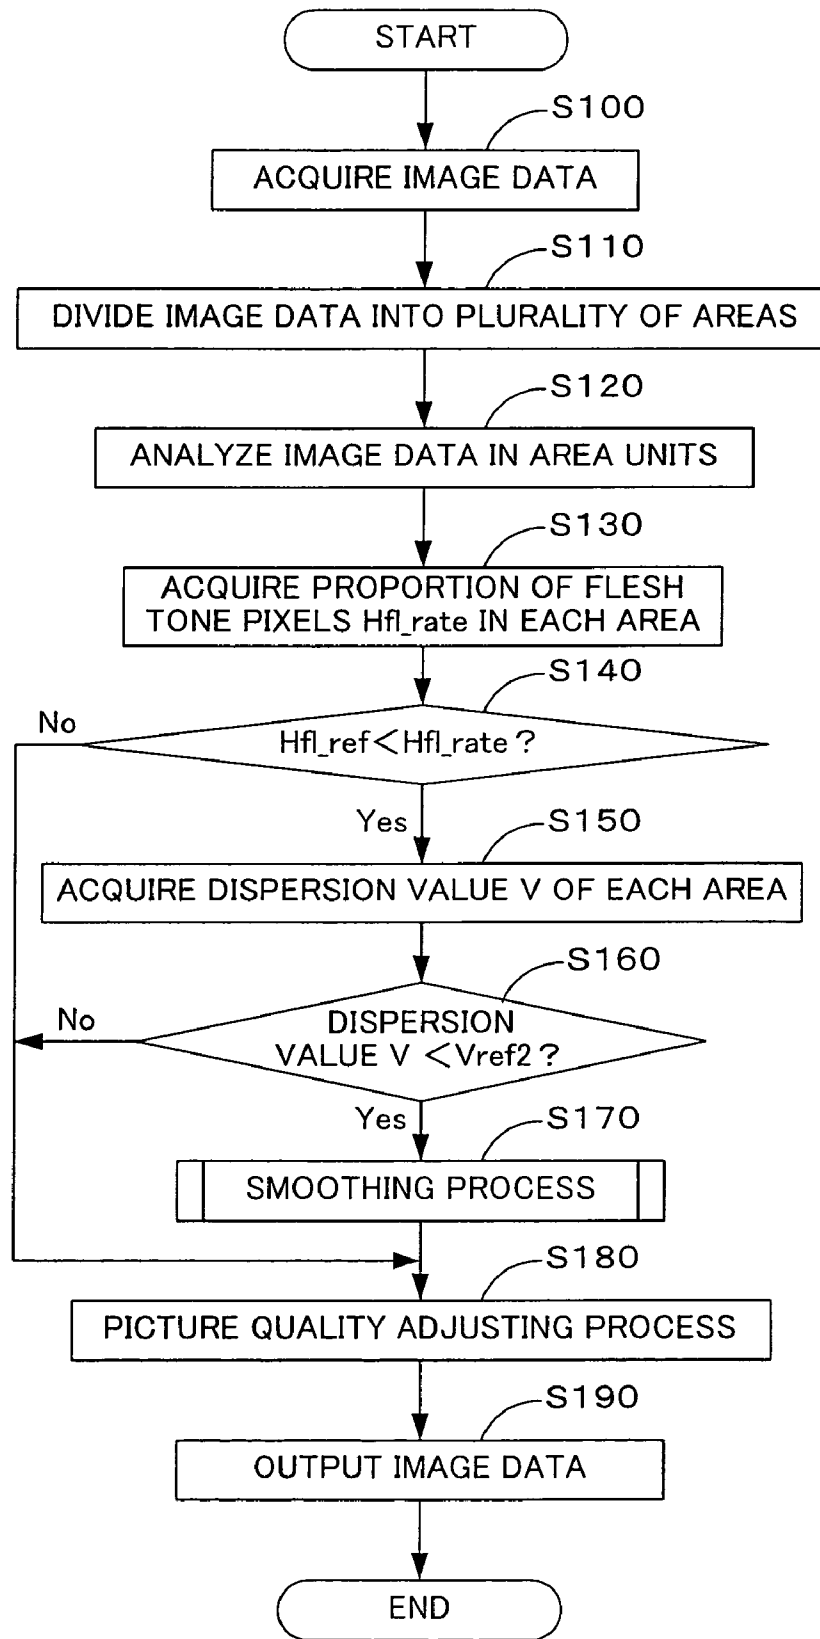 START
S100
ACQUIRE IMAGE DATA
S110
DIVIDE IMAGE DATA INTO PLURALITY OF AREAS
S120
ANALYZE IMAGE DATA IN AREA UNITS
S130
ACQUIRE PROPORTION OF FLESH
TONE PIXELS Hfl_rate IN EACH AREA
S140
No
Hfl_ref<Hfl_rate?
Yes
S150
ACQUIRE DISPERSION VALUE V OF EACH AREA
S160
No
DISPERSION
VALUE V <Vref2?
Yes
S170
SMOOTHING PROCESS
S180
PICTURE QUALITY ADJUSTING PROCESS
S190
OUTPUT IMAGE DATA
END